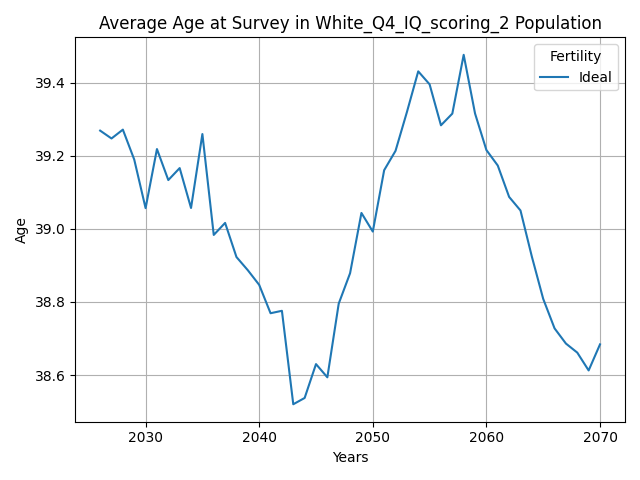 Average Age at Survey in White_Q4_IQ_scoring_2 Population
Fertility
Ideal
39.4
39.2
39.0
38.8
38.6
Age
2030
2040
2050
2060
2070
Years